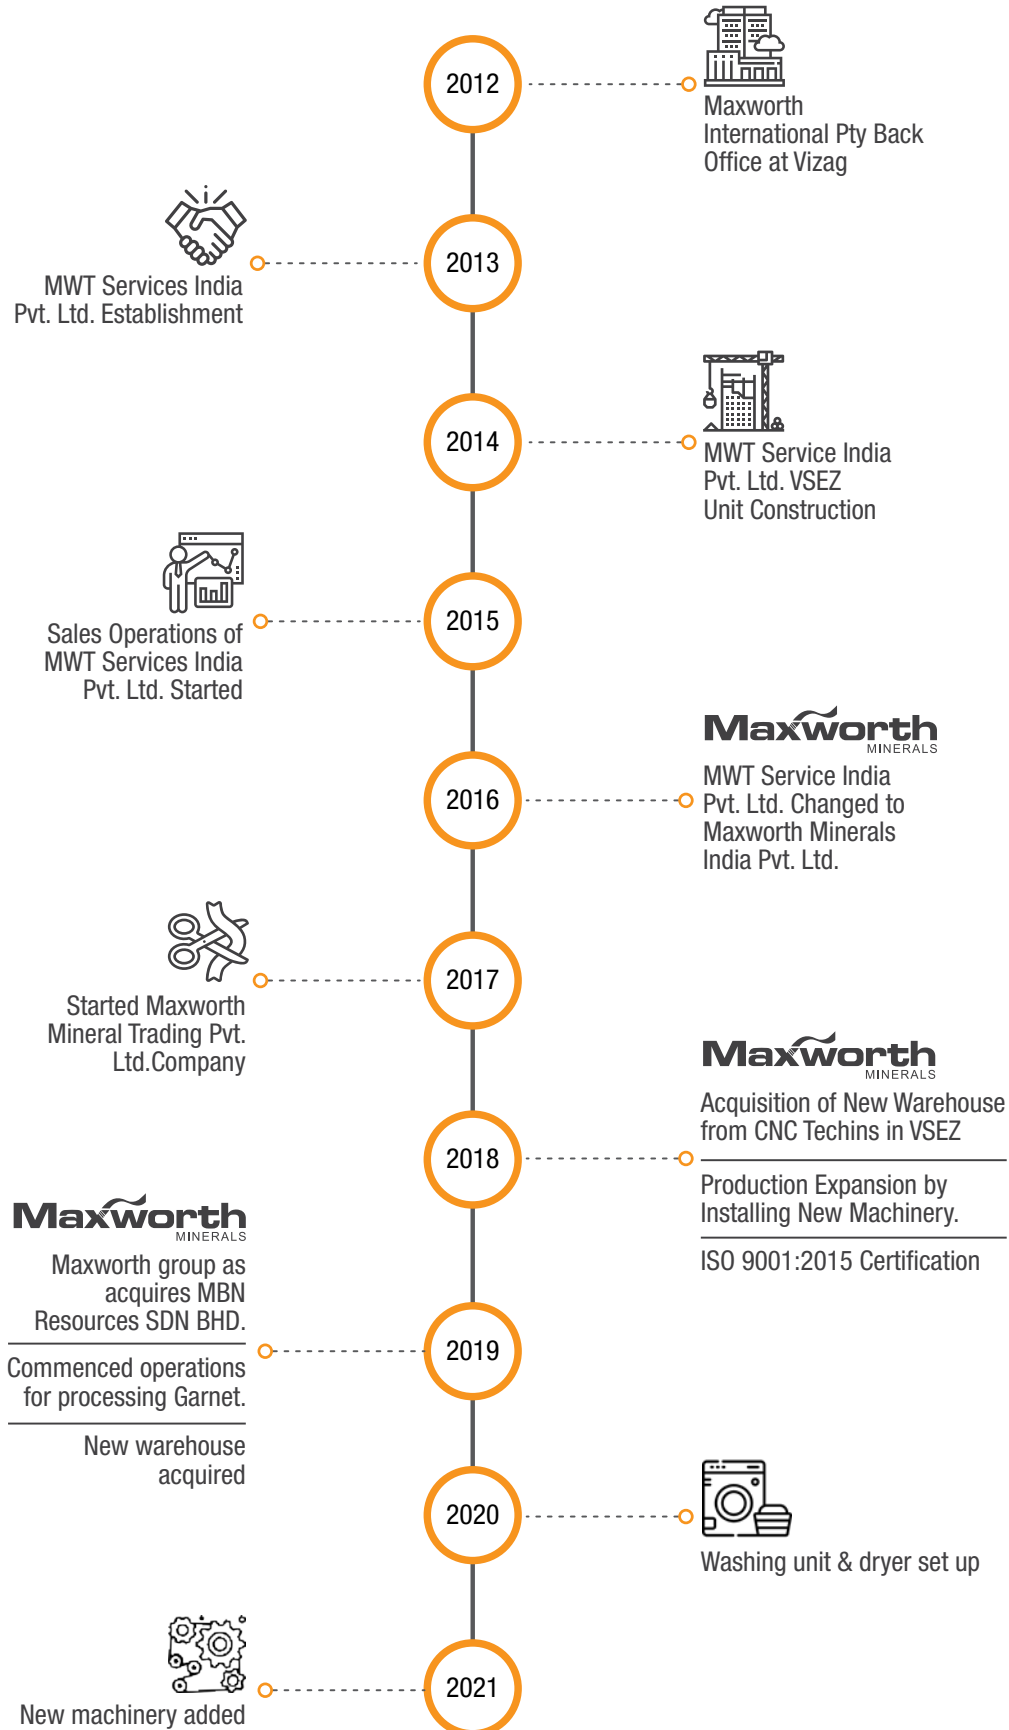 2012
Maxworth
International Pty Back
Office at Vizag
2013
MWT Services India
Pvt. Ltd. Establishment
2014
MWT Service India
Pvt. Ltd. VSEZ
Unit Construction
2015
Sales Operations of
MWT Services India
Pvt. Ltd. Started
2016
Maxworth
MINERALS
MWT Service India
Pvt. Ltd. Changed to
Maxworth Minerals
India Pvt. Ltd.
2017
Started Maxworth
Mineral Trading Pvt.
Ltd.Company
2018
Maxworth
MINERALS
Acquisition of New Warehouse
from CNC Techins in VSEZ
Production Expansion by
Installing New Machinery.
ISO 9001:2015 Certification
2019
Maxworth
MINERALS
Maxworth group as
acquires MBN
Resources SDN BHD.
Commenced operations
for processing Garnet.
New warehouse
acquired
2020
Washing unit & dryer set up
2021
New machinery added